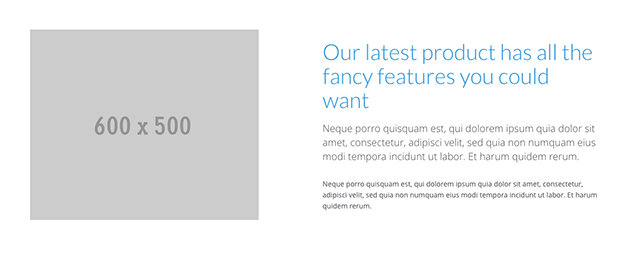 600 x 500
Our latest product has all the
fancy features you could
want
Neque porro quisquam est, qui dolorem ipsum quia dolor sit
amet, consectetur, adipisci velit, sed quia non numquam eius
modi tempora incidunt ut labor. Et harum quidem rerum.
Neque porro quisquam est, qui dolorem ipsum quia dolor sit amet, consectetur,
adipisci velit, sed quia non numquam eius modi tempora incidunt ut labor. Et harum
quidem rerum.